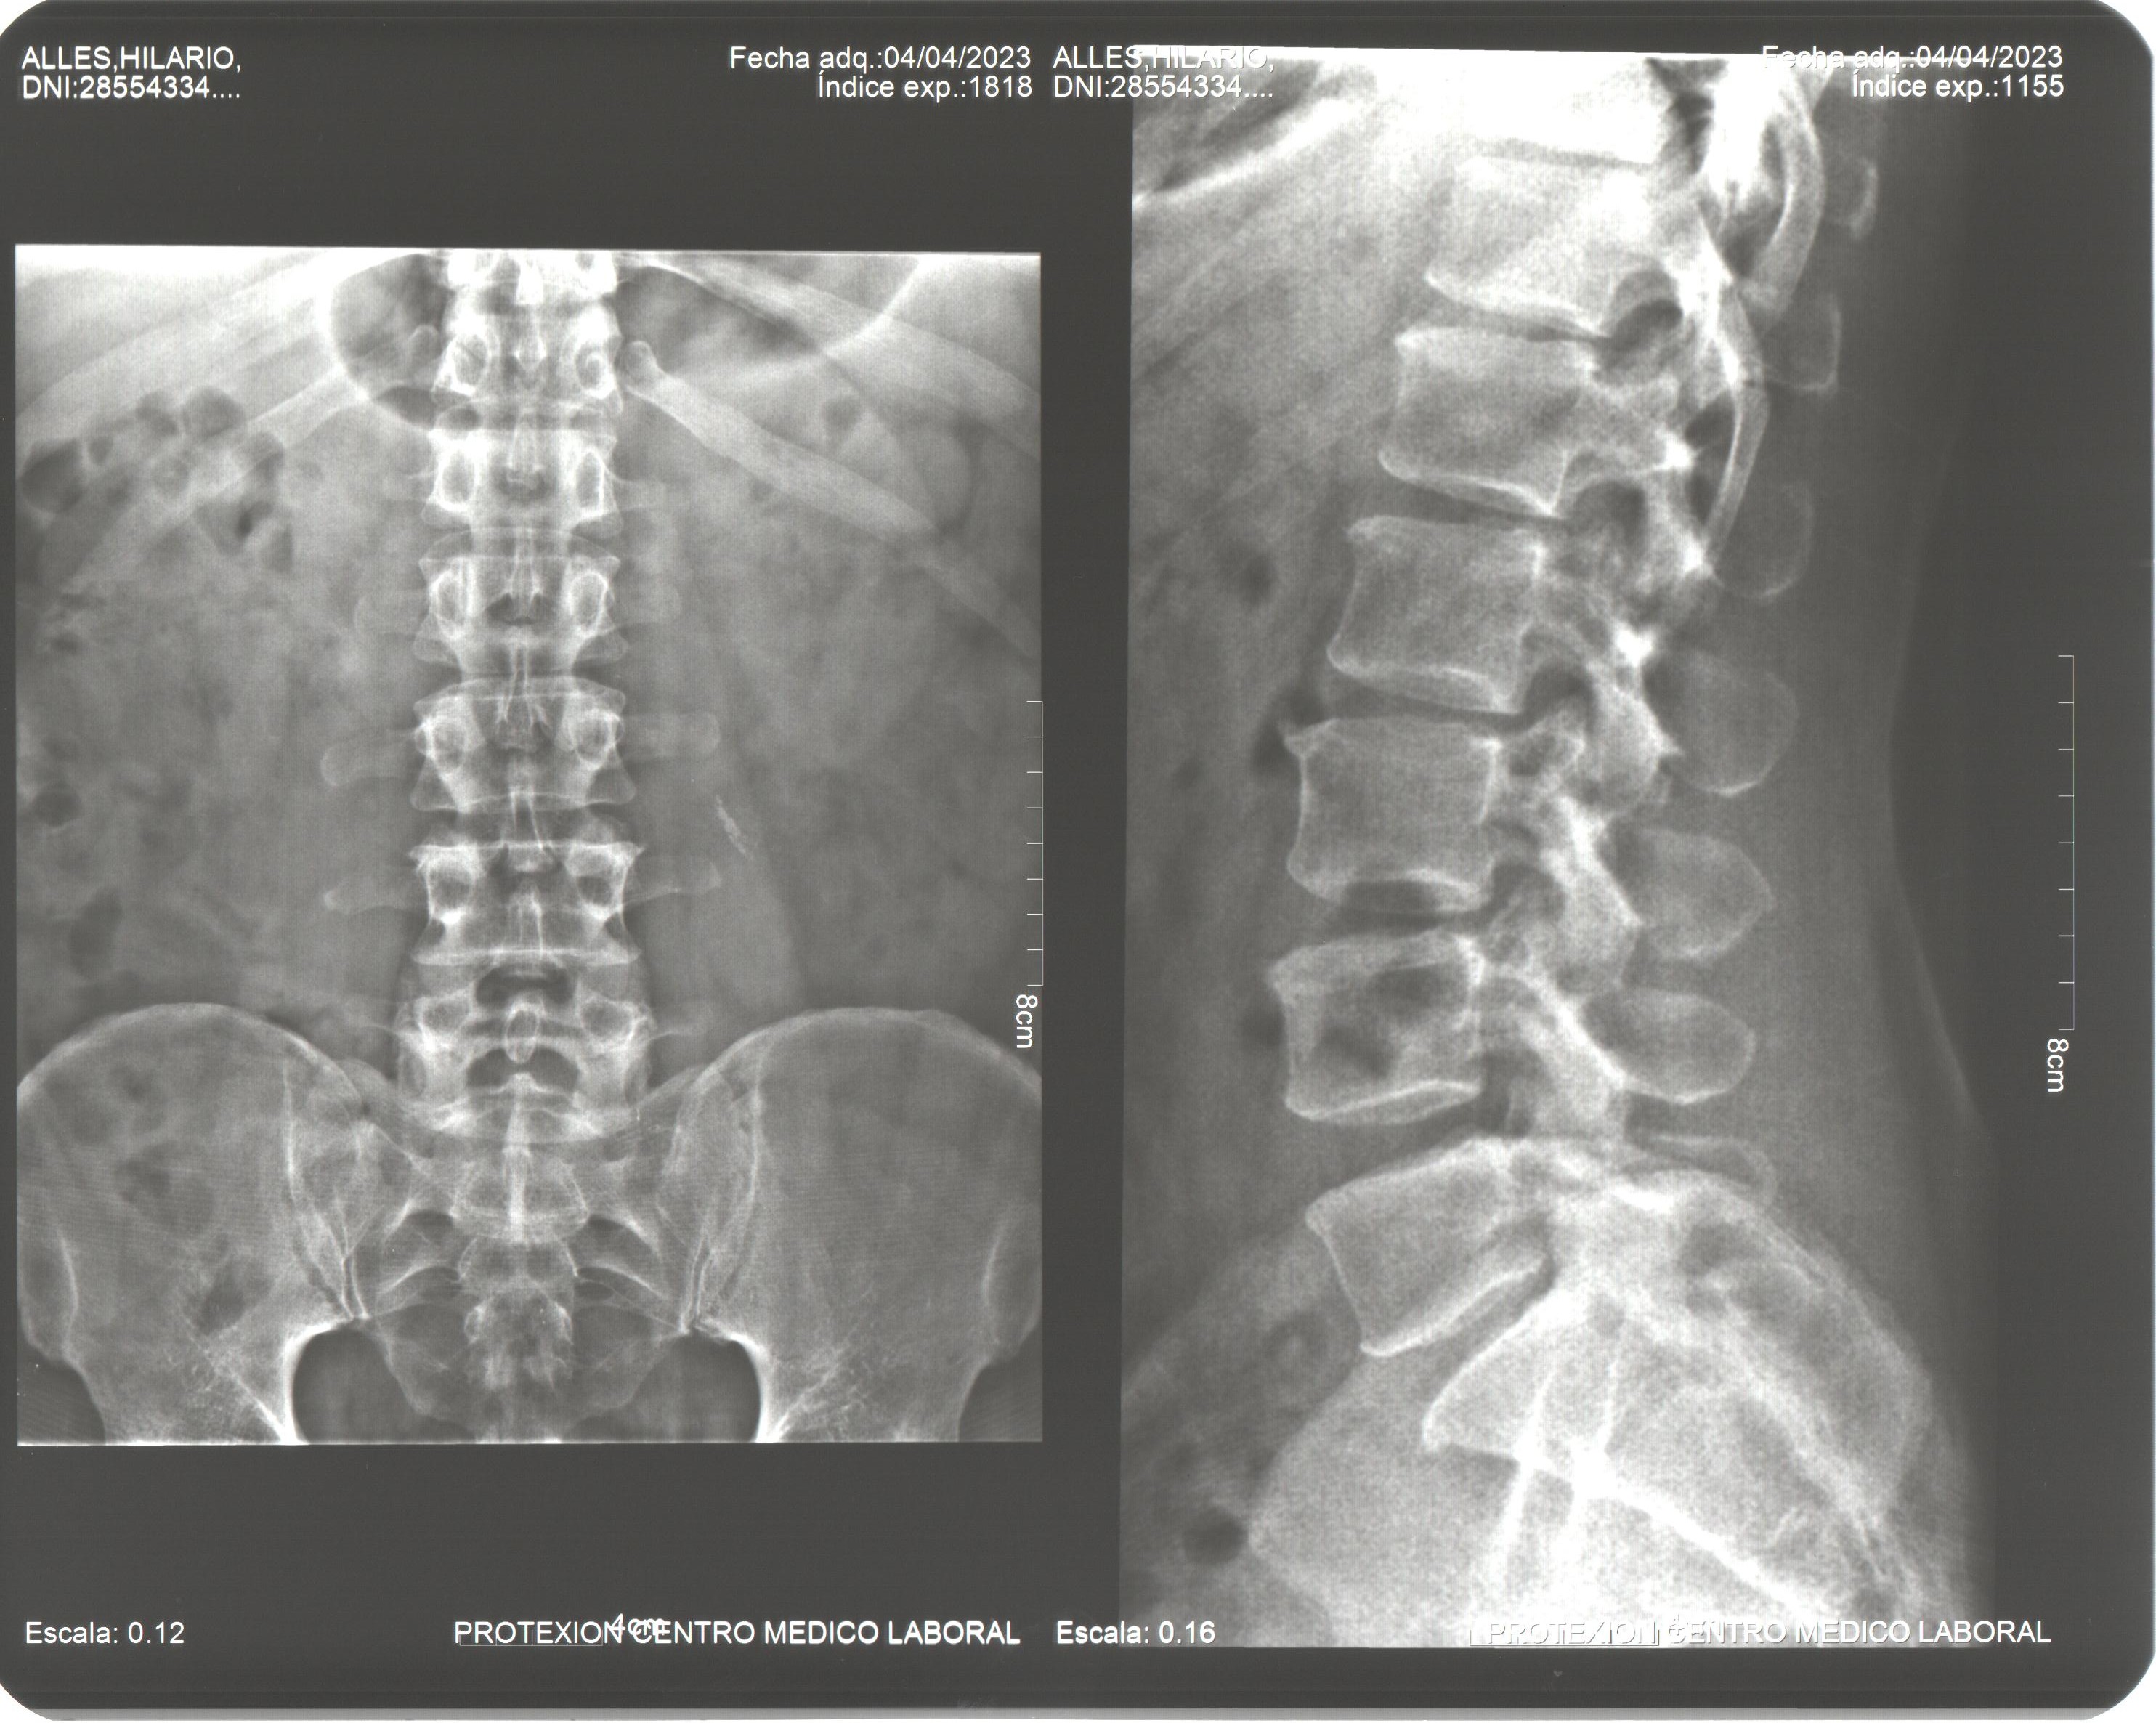 ALLES,HILARIO,
DNI:28554334....
Fecha adq.:04/04/2023
Índice exp.:1818
ALLES,HILARIO,
DNI:28554334....
Fecha adq.:04/04/2023
Índice exp.:1155
8cm
8cm
Escala: 0.12
4cm
PROTEXION CENTRO MEDICO LABORAL
Escala: 0.16
PROTEXION CENTRO MEDICO LABORAL